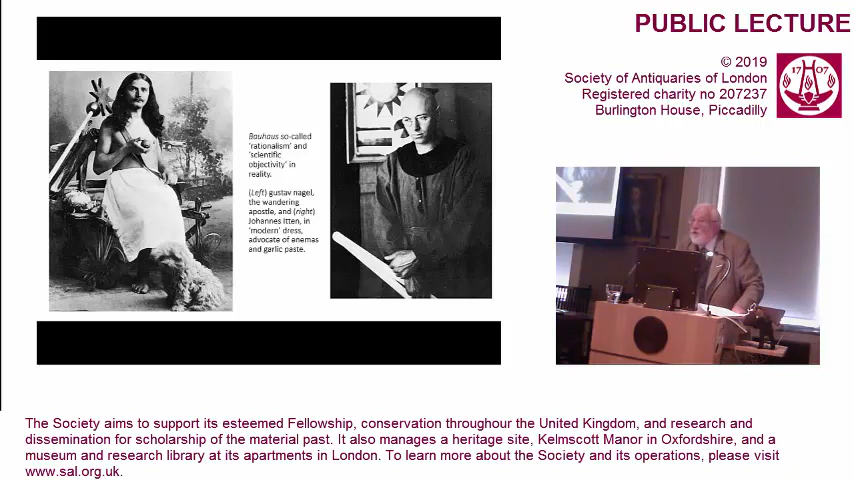 PUBLIC LECTURE
© 2019
Society of Antiquaries of London
Registered charity no 207237
Burlington House, Piccadilly
17 07
Bauhaus so-called
'rationalism' and
'scientific
objectivity' in
reality.
(Left) gustav nagel,
the wandering
apostle, and (right)
Johannes Itten, in
'modern' dress,
advocate of enemas
and garlic paste.
The Society aims to support its esteemed Fellowship, conservation throughour the United Kingdom, and research and
dissemination for scholarship of the material past. It also manages a heritage site, Kelmscott Manor in Oxfordshire, and a
museum and research library at its apartments in London. To learn more about the Society and its operations, please visit
www.sal.org.uk.